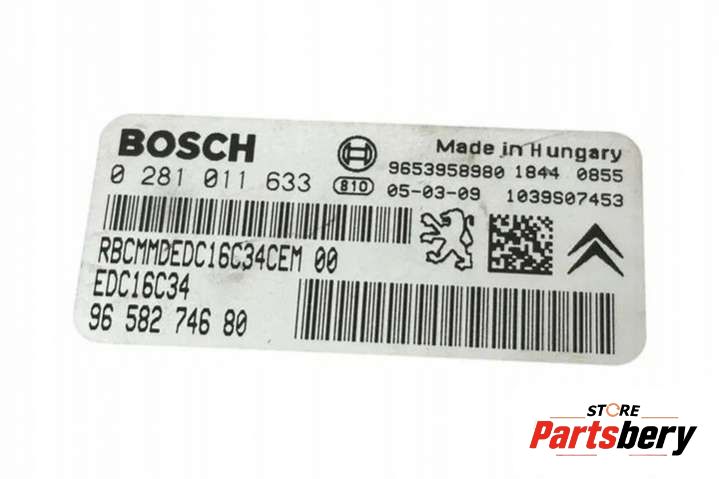 BOSCH
Made in Hungary
9653958980 1844 0855
0 281 011 633
810 05-03-09 1039S07453
RBCMMDEDC16C34CEM 00
EDC16C34
96 582 746 80
STORE
Partsbery